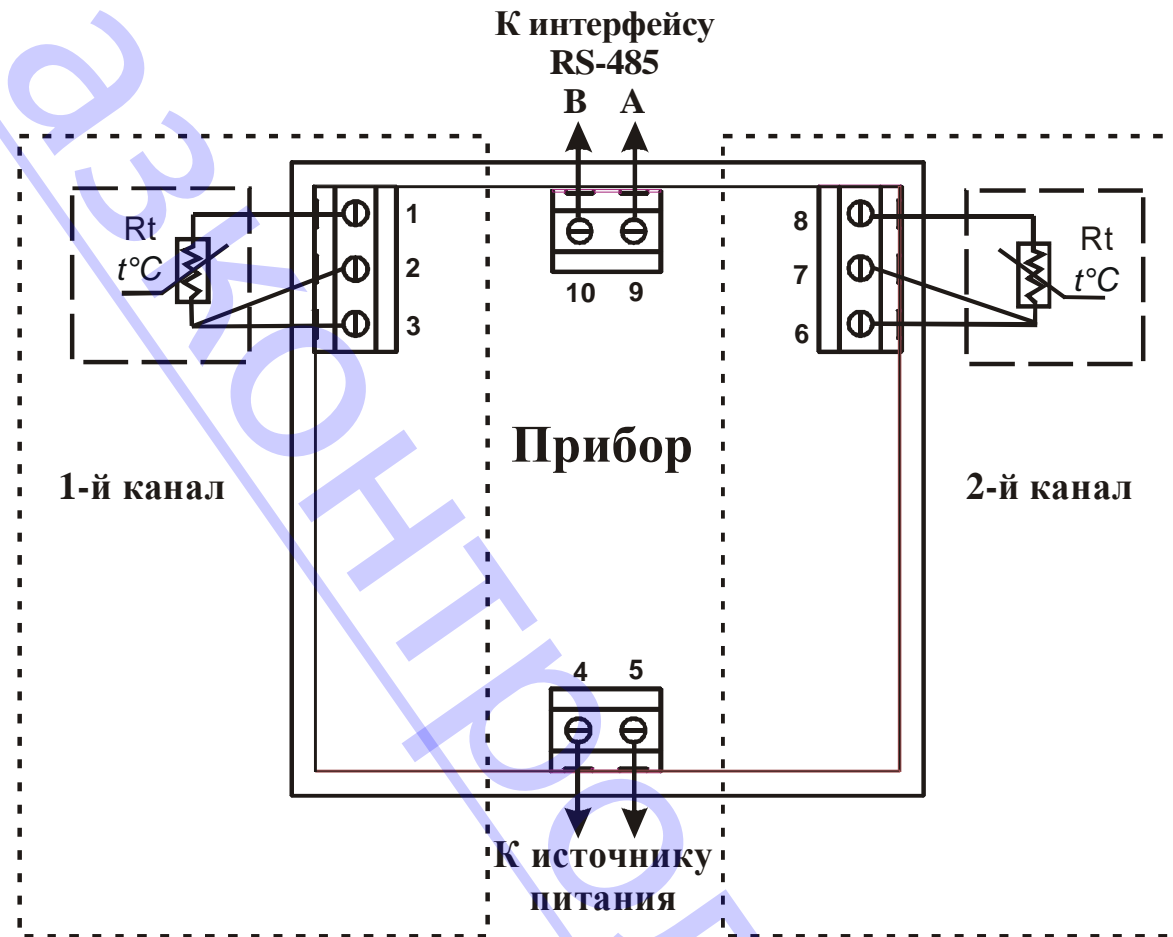 К интерфейсу
RS-485
B A
1
2
3
Rt
t°C
10 9
8
7
6
Rt
t°C
Прибор
1-й канал
2-й канал
4 5
К источнику
питания